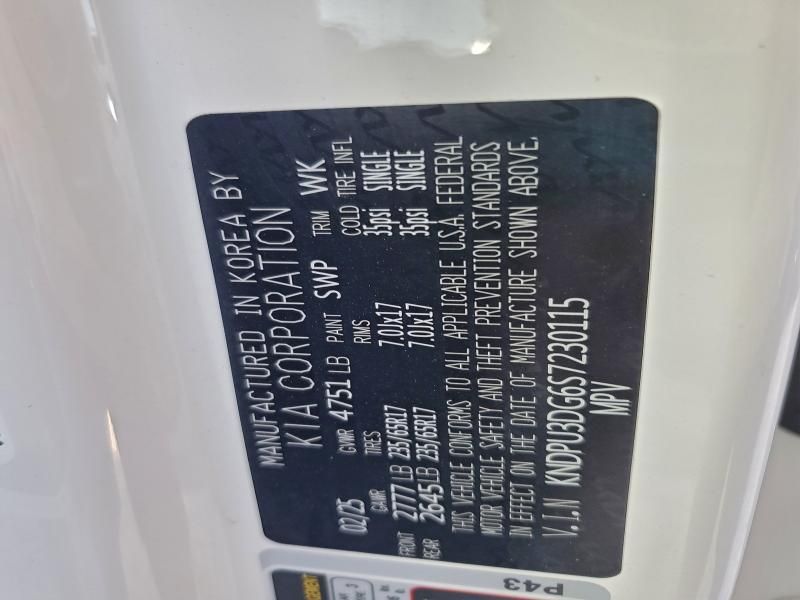 MANUFACTURED IN KOREA BY
KIA CORPORATION
02/25 GVWR 4751 LB PAINT SWP TRIM WK
GAWR TIRES RIMS COLD TIRE INFL
FRONT 2777 LB 235/65R17 7.0Jx17 35psi SINGLE
REAR 2645 LB 235/65R17 7.0Jx17 35psi SINGLE
THIS VEHICLE CONFORMS TO ALL APPLICABLE U.S.A. FEDERAL
MOTOR VEHICLE SAFETY AND THEFT PREVENTION STANDARDS
IN EFFECT ON THE DATE OF MANUFACTURE SHOWN ABOVE.
V.I.N KNDPU3DG6S7230115
MPV
P43